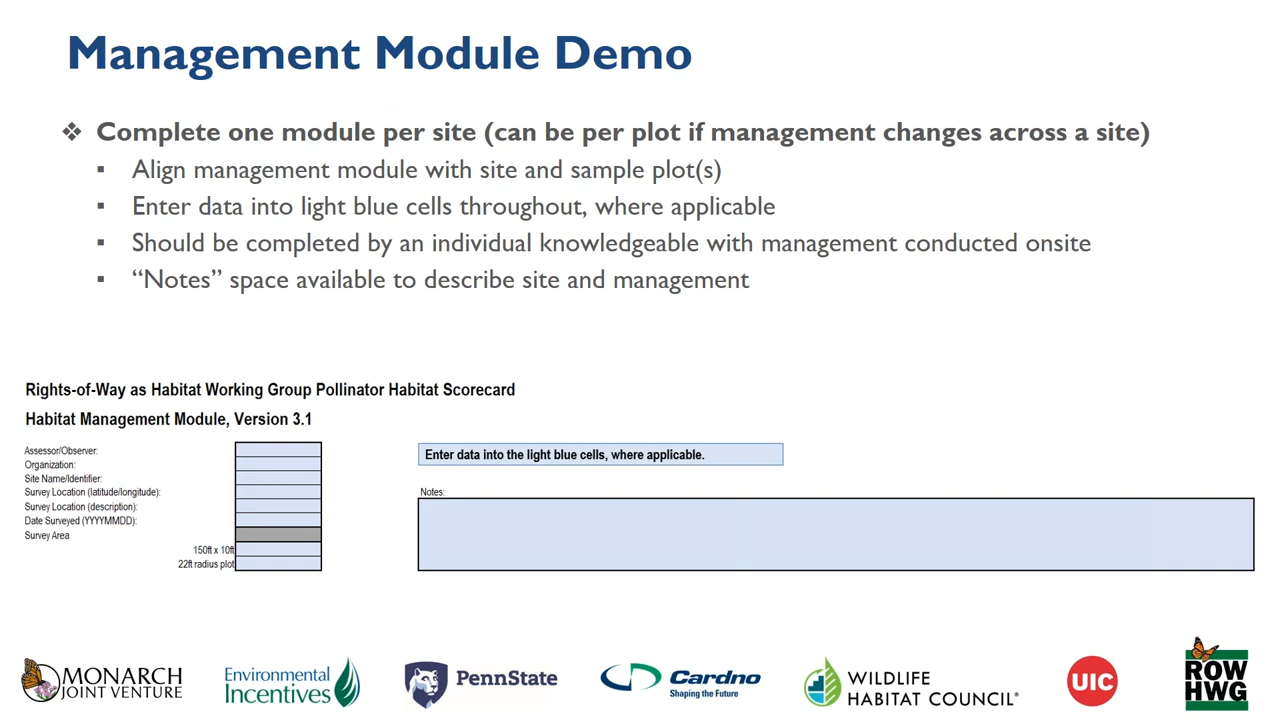 Management Module Demo
❖ Complete one module per site (can be per plot if management changes across a site)
▪ Align management module with site and sample plot(s)
▪ Enter data into light blue cells throughout, where applicable
▪ Should be completed by an individual knowledgeable with management conducted onsite
▪ “Notes” space available to describe site and management
Rights-of-Way as Habitat Working Group Pollinator Habitat Scorecard
Habitat Management Module, Version 3.1
Assessor/Observer:
Organization:
Site Name/Identifier:
Survey Location (latitude/longitude):
Survey Location (description):
Date Surveyed (YYYYMMDD):
Survey Area
150ft x 10ft
22ft radius plot
Enter data into the light blue cells, where applicable.
Notes:
MONARCH
JOINT VENTURE
Environmental
Incentives
PennState
Cardno
Shaping the Future
WILDLIFE
HABITAT COUNCIL®
UIC
ROW
HWG